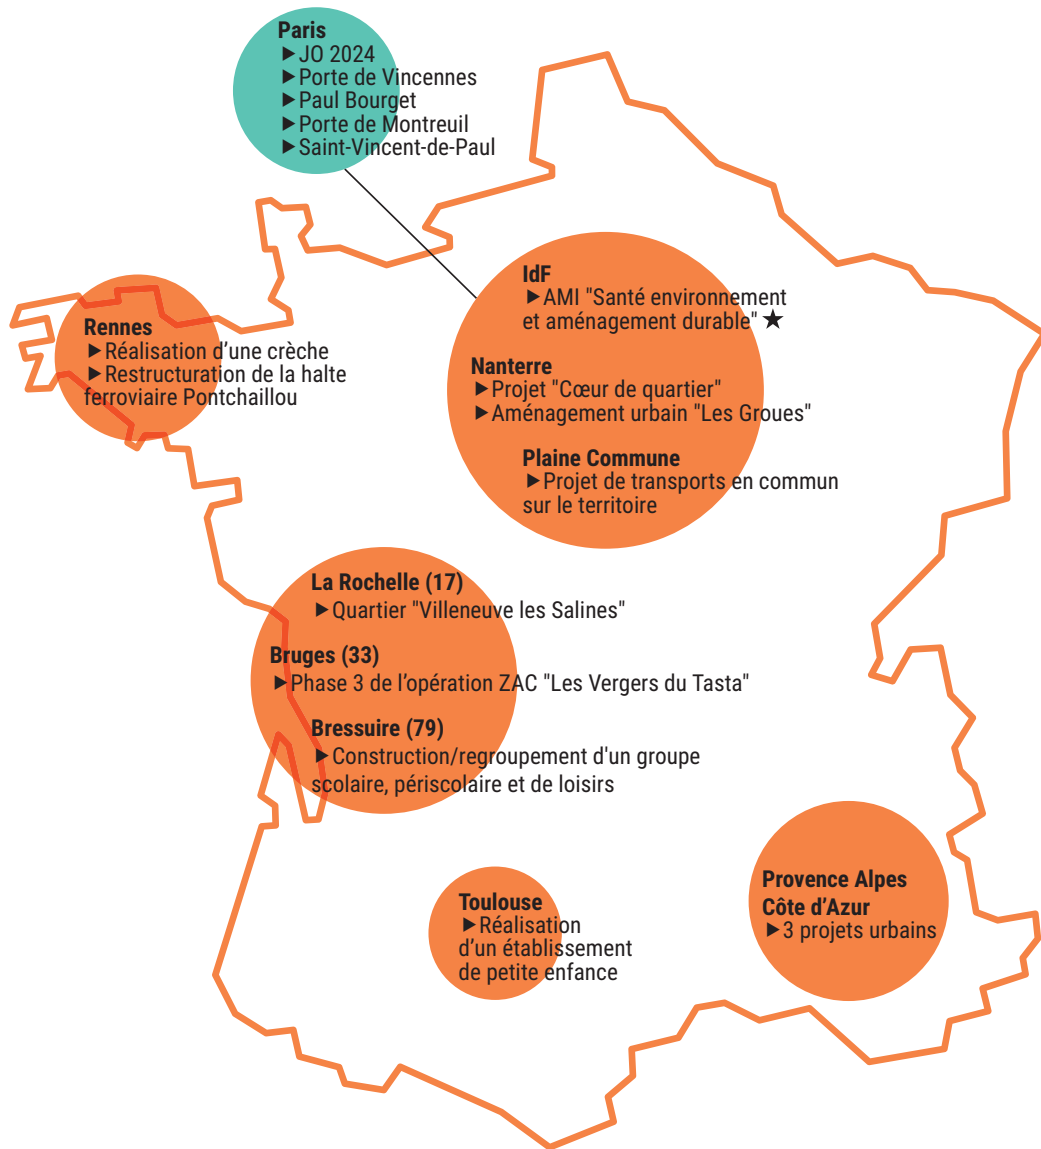 Paris
▶ JO 2024
▶ Porte de Vincennes
▶ Paul Bourget
▶ Porte de Montreuil
▶ Saint-Vincent-de-Paul
IdF
▶ AMI "Santé environnement
et aménagement durable" ★
Nanterre
▶ Projet "Cœur de quartier"
▶ Aménagement urbain "Les Groues"
Plaine Commune
▶ Projet de transports en commun
sur le territoire
Rennes
▶ Réalisation d’une crèche
▶ Restructuration de la halte
ferroviaire Pontchaillou
La Rochelle (17)
▶ Quartier "Villeneuve les Salines"
Bruges (33)
▶ Phase 3 de l’opération ZAC "Les Vergers du Tasta"
Bressuire (79)
▶ Construction/regroupement d'un groupe
scolaire, périscolaire et de loisirs
Toulouse
▶ Réalisation
d’un établissement
de petite enfance
Provence Alpes
Côte d’Azur
▶ 3 projets urbains